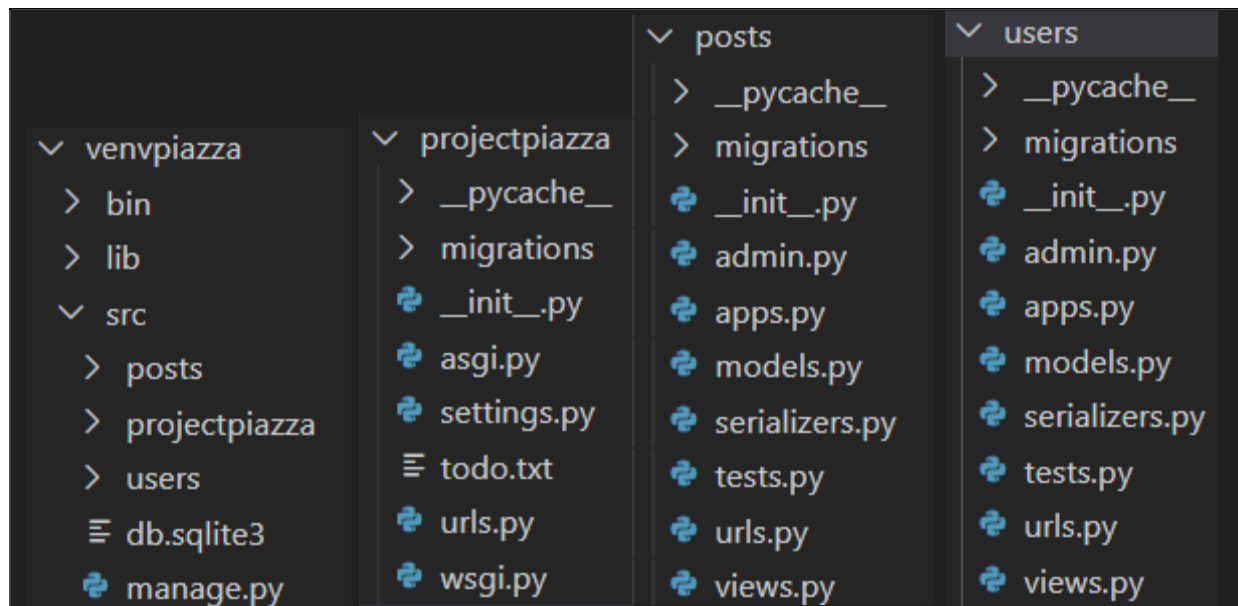 venvpiazza
bin
lib
src
posts
projectpiazza
users
db.sqlite3
manage.py
projectpiazza
__pycache__
migrations
__init__.py
asgi.py
settings.py
todo.txt
urls.py
wsgi.py
posts
__pycache__
migrations
__init__.py
admin.py
apps.py
models.py
serializers.py
tests.py
urls.py
views.py
users
__pycache__
migrations
__init__.py
admin.py
apps.py
models.py
serializers.py
tests.py
urls.py
views.py